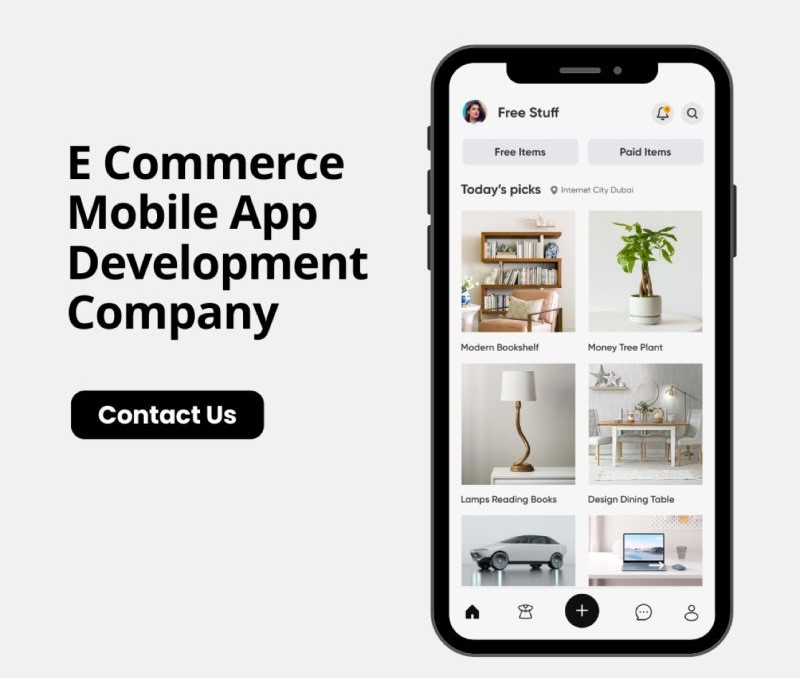 E Commerce
Mobile App
Development
Company
Contact Us
Free Stuff
Free Items
Paid Items
Today's picks
Internet City Dubai
Modern Bookshelf
Money Tree Plant
Lamps Reading Books
Design Dining Table